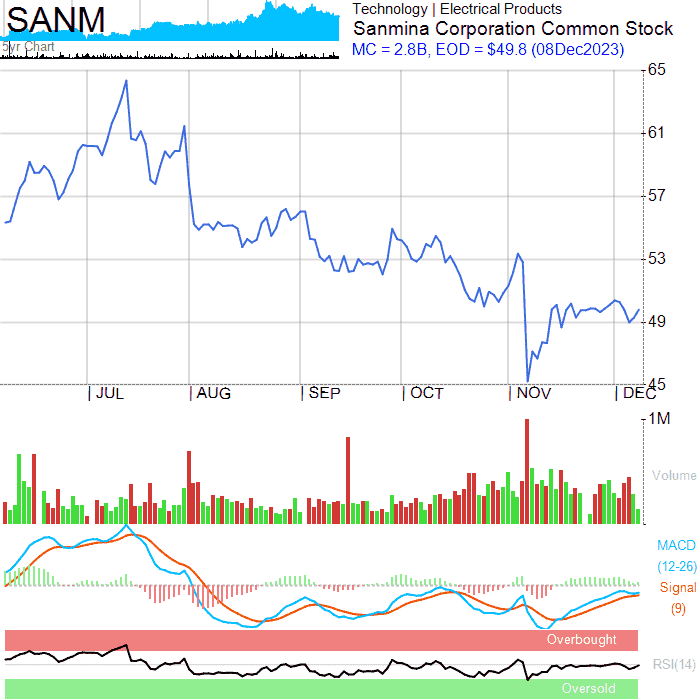 SANM
5yr Chart
Technology | Electrical Products
Sanmina Corporation Common Stock
MC = 2.8B, EOD = $49.8 (08Dec2023)
65
61
57
53
49
45
JUL
AUG
SEP
OCT
NOV
DEC
1M
Volume
MACD
(12-26)
Signal
(9)
Overbought
RSI(14)
Oversold